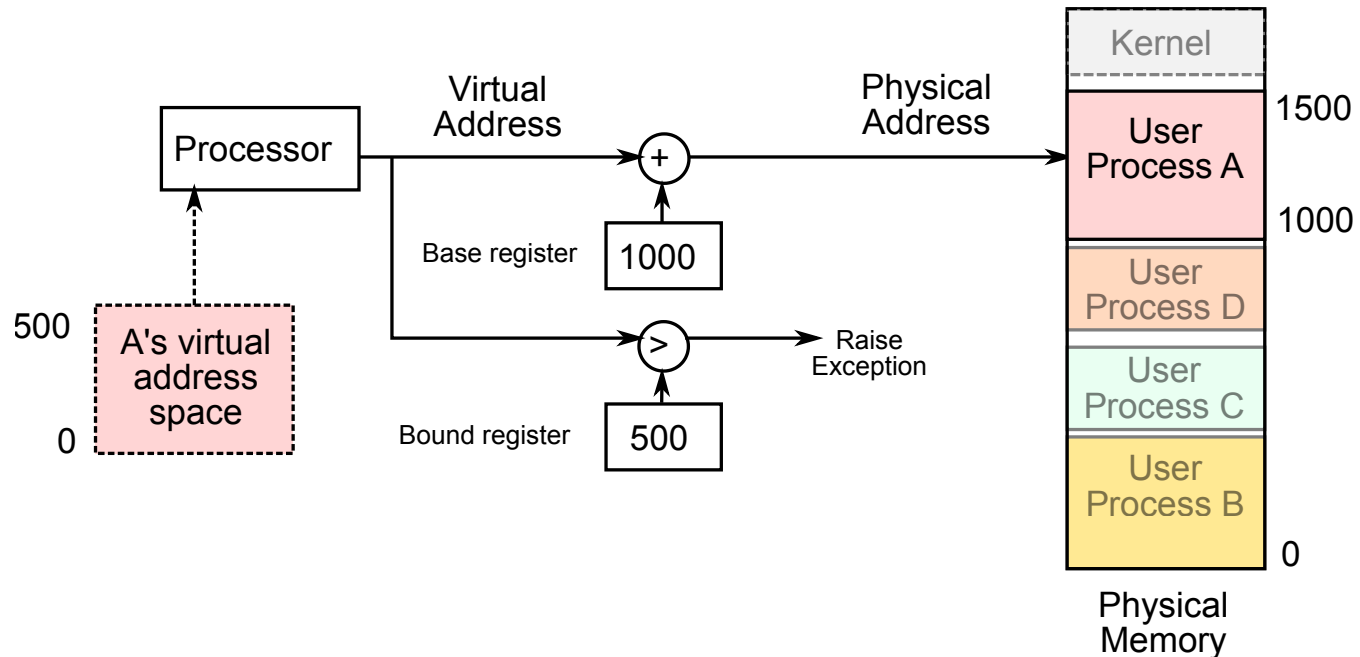 Kernel
Virtual
Address
Physical
Address
1500
Processor
+
User
Process A
1000
Base register
1000
User
Process D
500
A's virtual
address
space
0
>
Raise
Exception
User
Process C
Bound register
500
User
Process B
0
Physical
Memory